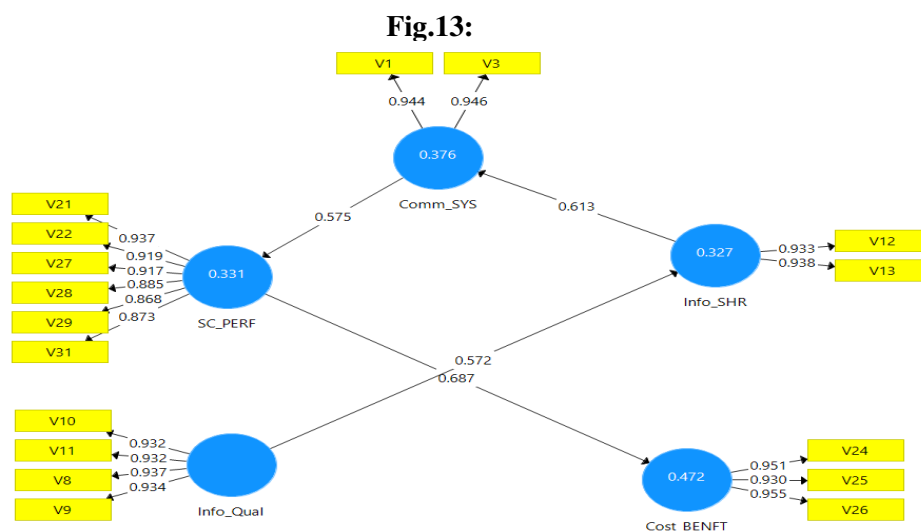 Fig.13:
V1
V3
0.944
0.946
0.376
Comm_SYS
0.575
0.613
V21
V22
V27
V28
V29
V31
0.937
0.919
0.917
0.885
0.868
0.873
0.331
SC_PERF
0.327
Info_SHR
0.933
0.938
V12
V13
0.572
0.687
V10
V11
V8
V9
0.932
0.932
0.937
0.934
Info_Qual
0.472
Cost_BENFT
0.951
0.930
0.955
V24
V25
V26